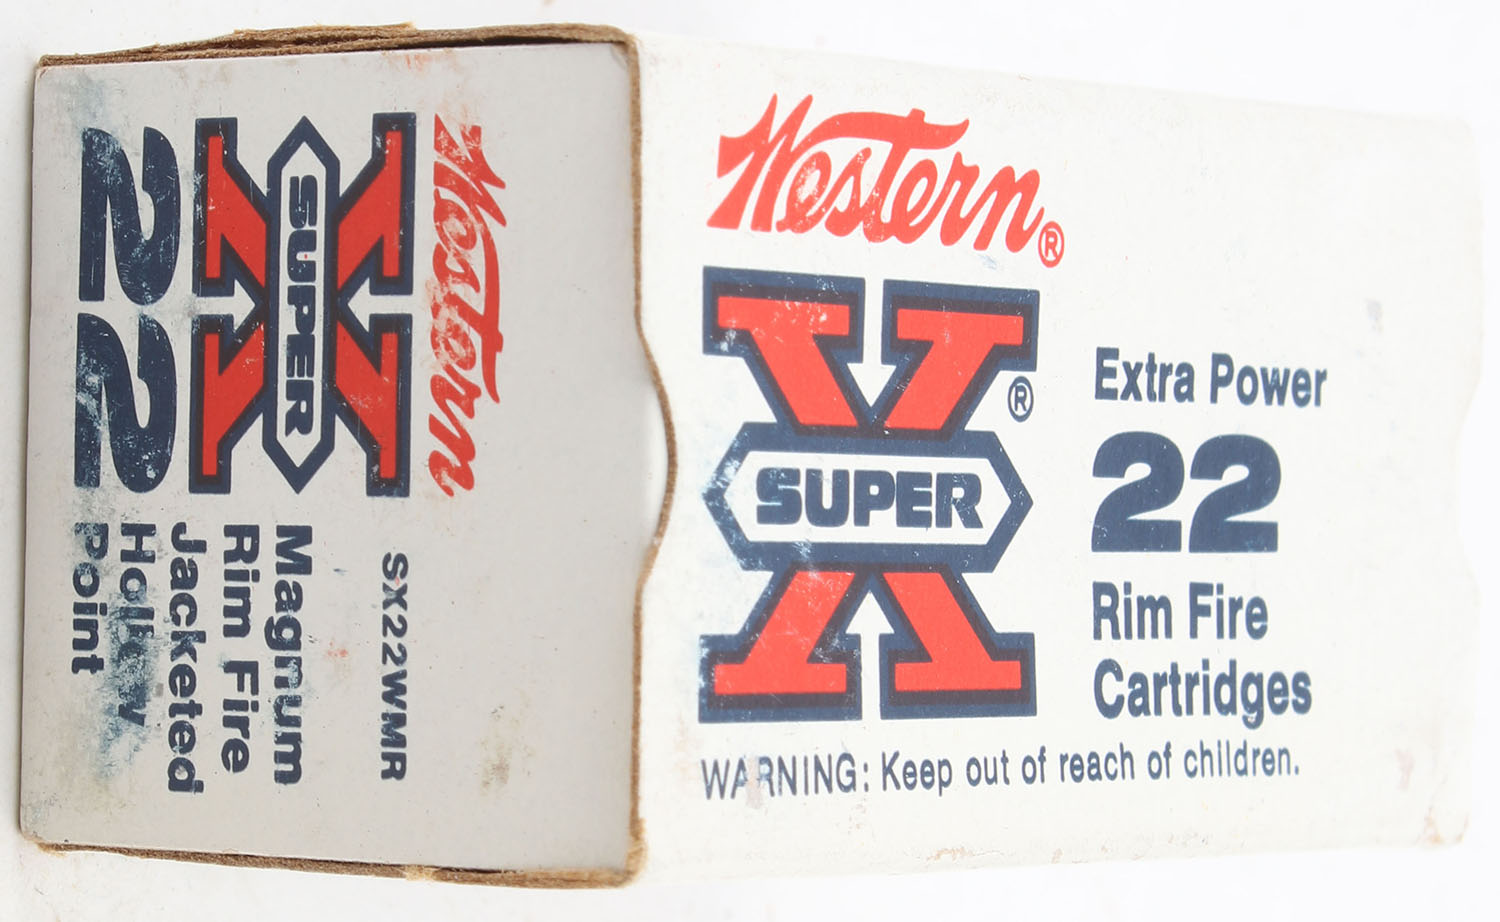 Western®
SUPER X®
Extra Power
22
Rim Fire
Cartridges
WARNING: Keep out of reach of children.
Western
SUPER X
22
SX22WMR
Magnum
Rim Fire
Jacketed
Hollow
Point